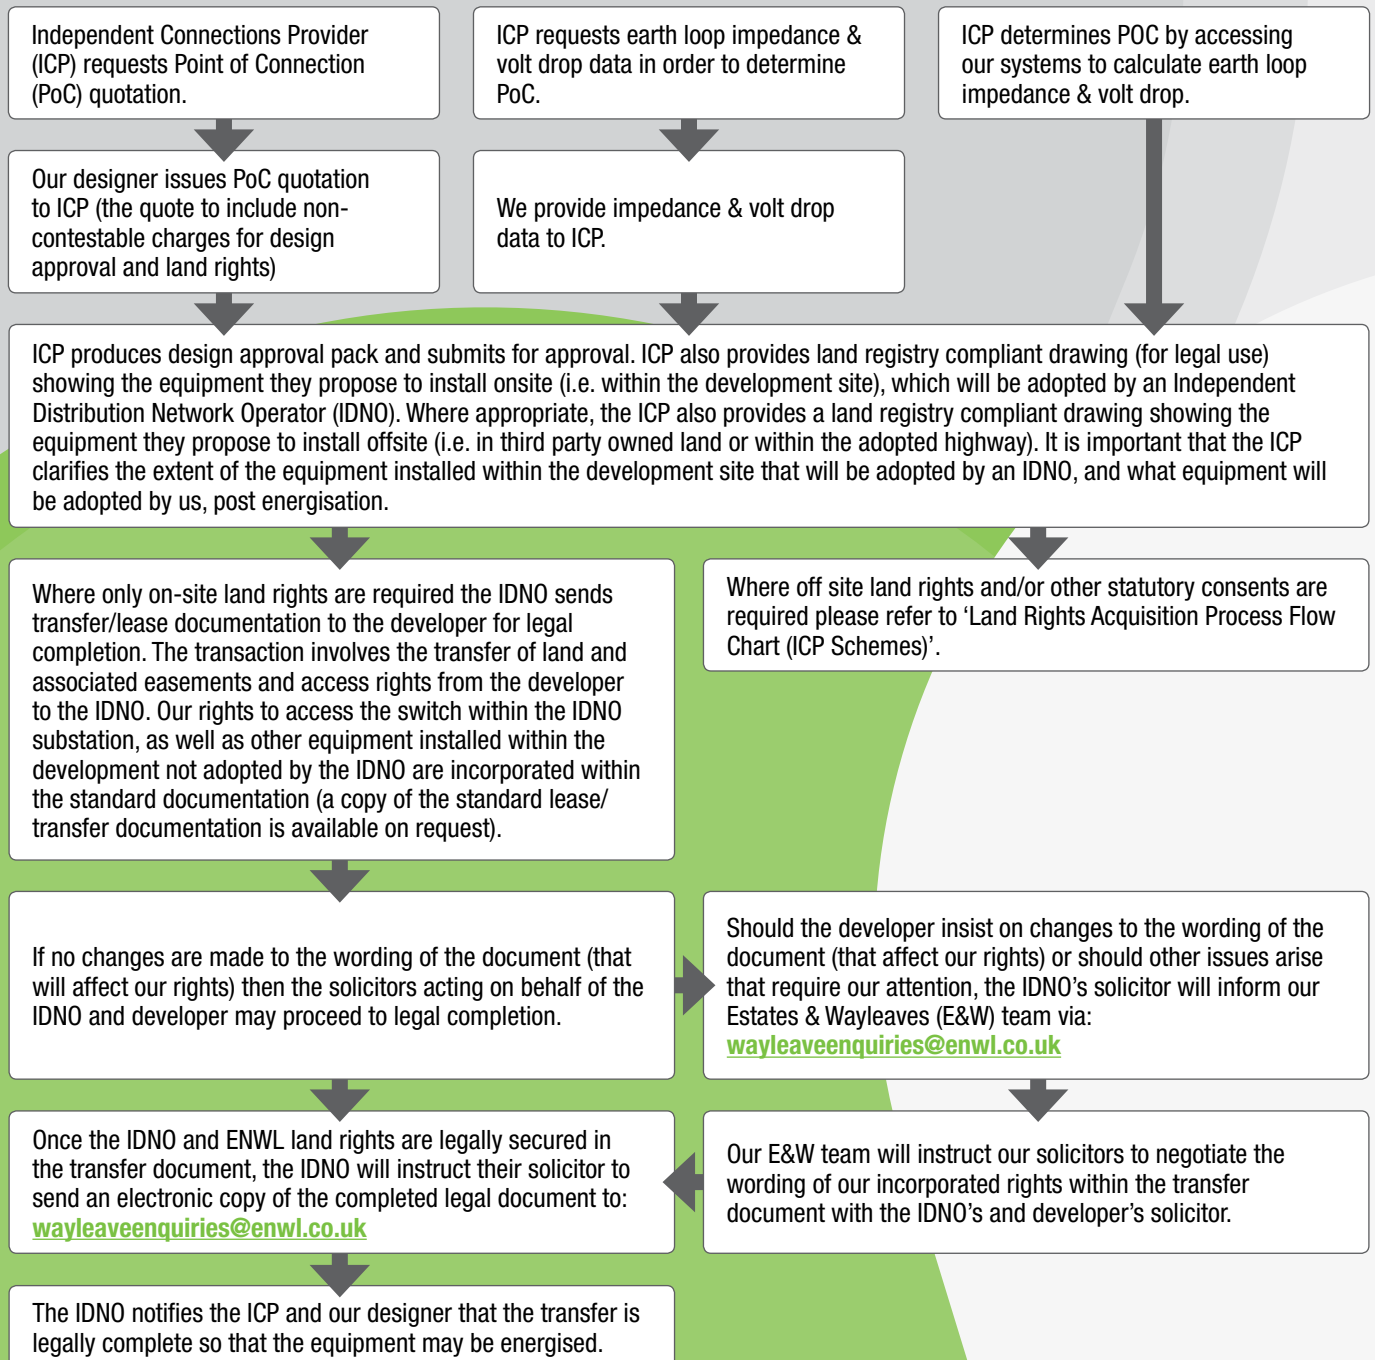 Independent Connections Provider
(ICP) requests Point of Connection
(PoC) quotation.
ICP requests earth loop impedance &
volt drop data in order to determine
PoC.
ICP determines POC by accessing
our systems to calculate earth loop
impedance & volt drop.
Our designer issues PoC quotation
to ICP (the quote to include non-
contestable charges for design
approval and land rights)
We provide impedance & volt drop
data to ICP.
ICP produces design approval pack and submits for approval. ICP also provides land registry compliant drawing (for legal use)
showing the equipment they propose to install onsite (i.e. within the development site), which will be adopted by an Independent
Distribution Network Operator (IDNO). Where appropriate, the ICP also provides a land registry compliant drawing showing the
equipment they propose to install offsite (i.e. in third party owned land or within the adopted highway). It is important that the ICP
clarifies the extent of the equipment installed within the development site that will be adopted by an IDNO, and what equipment will
be adopted by us, post energisation.
Where only on-site land rights are required the IDNO sends
transfer/lease documentation to the developer for legal
completion. The transaction involves the transfer of land and
associated easements and access rights from the developer
to the IDNO. Our rights to access the switch within the IDNO
substation, as well as other equipment installed within the
development not adopted by the IDNO are incorporated within
the standard documentation (a copy of the standard lease/
transfer documentation is available on request).
Where off site land rights and/or other statutory consents are
required please refer to ‘Land Rights Acquisition Process Flow
Chart (ICP Schemes)’.
If no changes are made to the wording of the document (that
will affect our rights) then the solicitors acting on behalf of the
IDNO and developer may proceed to legal completion.
Should the developer insist on changes to the wording of the
document (that affect our rights) or should other issues arise
that require our attention, the IDNO’s solicitor will inform our
Estates & Wayleaves (E&W) team via:
wayleaveenquiries@enwl.co.uk
Once the IDNO and ENWL land rights are legally secured in
the transfer document, the IDNO will instruct their solicitor to
send an electronic copy of the completed legal document to:
wayleaveenquiries@enwl.co.uk
Our E&W team will instruct our solicitors to negotiate the
wording of our incorporated rights within the transfer
document with the IDNO’s and developer’s solicitor.
The IDNO notifies the ICP and our designer that the transfer is
legally complete so that the equipment may be energised.